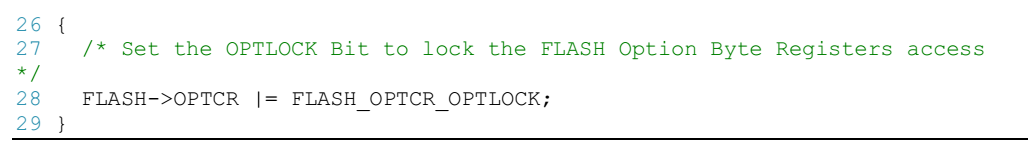 26 {
27   /* Set the OPTLOCK Bit to lock the FLASH Option Byte Registers access
*/
28   FLASH->OPTCR |= FLASH_OPTCR_OPTLOCK;
29 }